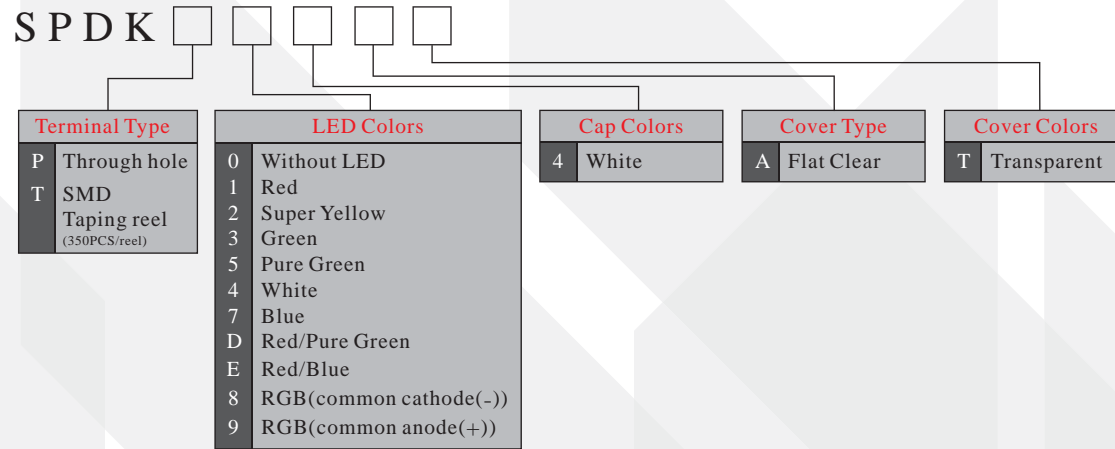 SPDK
Terminal Type
P Through hole
T SMD
Taping reel
(350PCS/reel)
LED Colors
0 Without LED
1 Red
2 Super Yellow
3 Green
5 Pure Green
4 White
7 Blue
D Red/Pure Green
E Red/Blue
8 RGB(common cathode(-))
9 RGB(common anode(+))
Cap Colors
4 White
Cover Type
A Flat Clear
Cover Colors
T Transparent